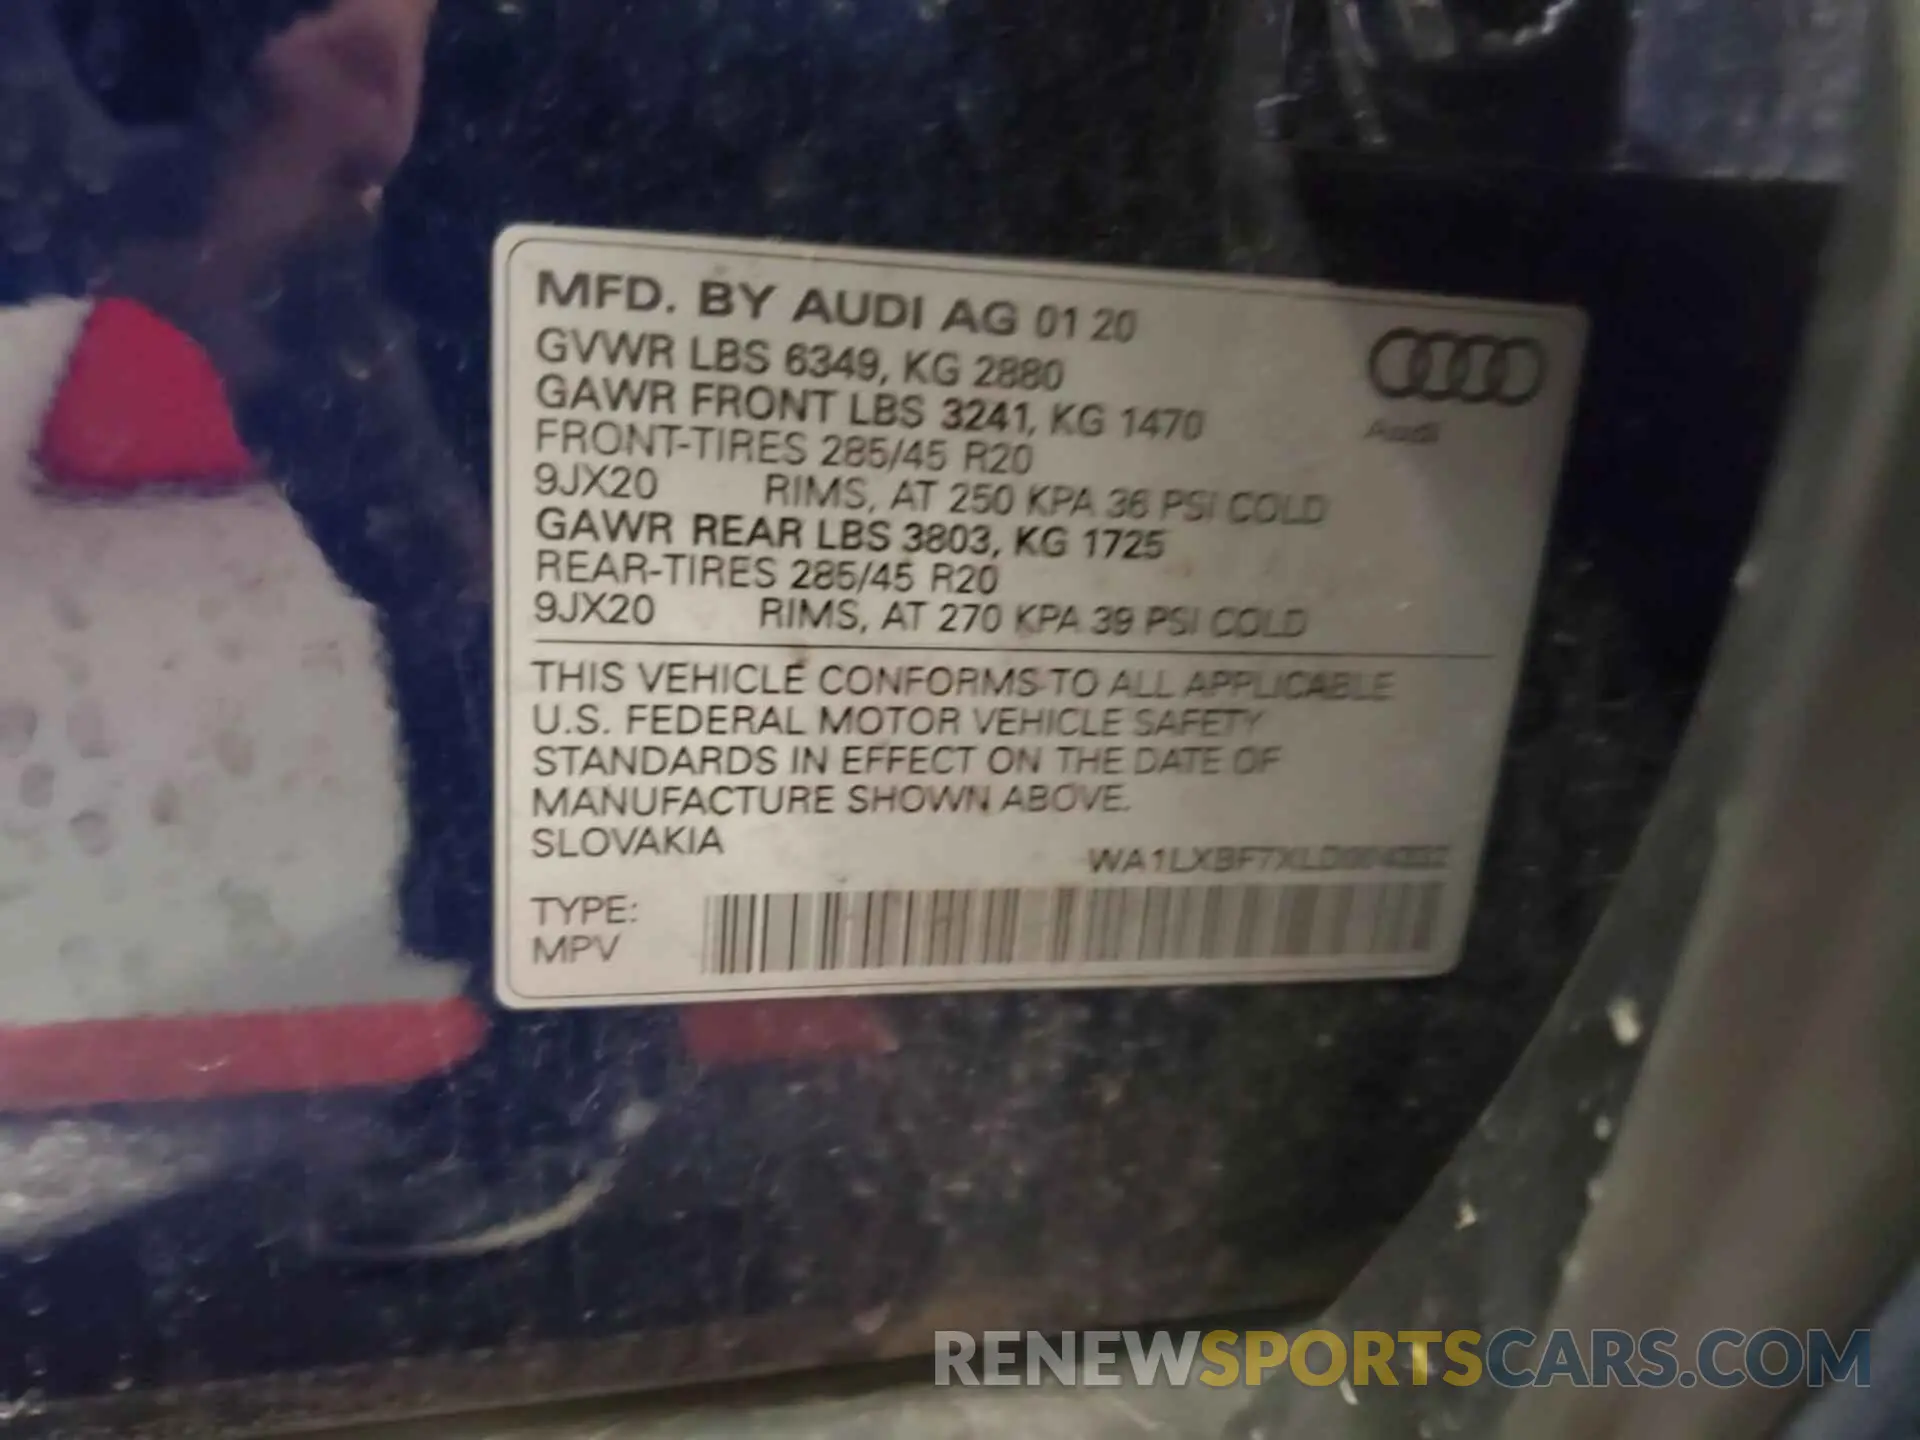 MFD. BY AUDI AG 01 20
GVWR LBS 6349, KG 2880
GAWR FRONT LBS 3241, KG 1470
FRONT-TIRES 285/45 R20
9JX20 RIMS, AT 250 KPA 36 PSI COLD
GAWR REAR LBS 3803, KG 1725
REAR-TIRES 285/45 R20
9JX20 RIMS, AT 270 KPA 39 PSI COLD
Audi
THIS VEHICLE CONFORMS TO ALL APPLICABLE
U.S. FEDERAL MOTOR VEHICLE SAFETY
STANDARDS IN EFFECT ON THE DATE OF
MANUFACTURE SHOWN ABOVE.
SLOVAKIA
TYPE:
MPV
RENEWSPORTSCARS.COM